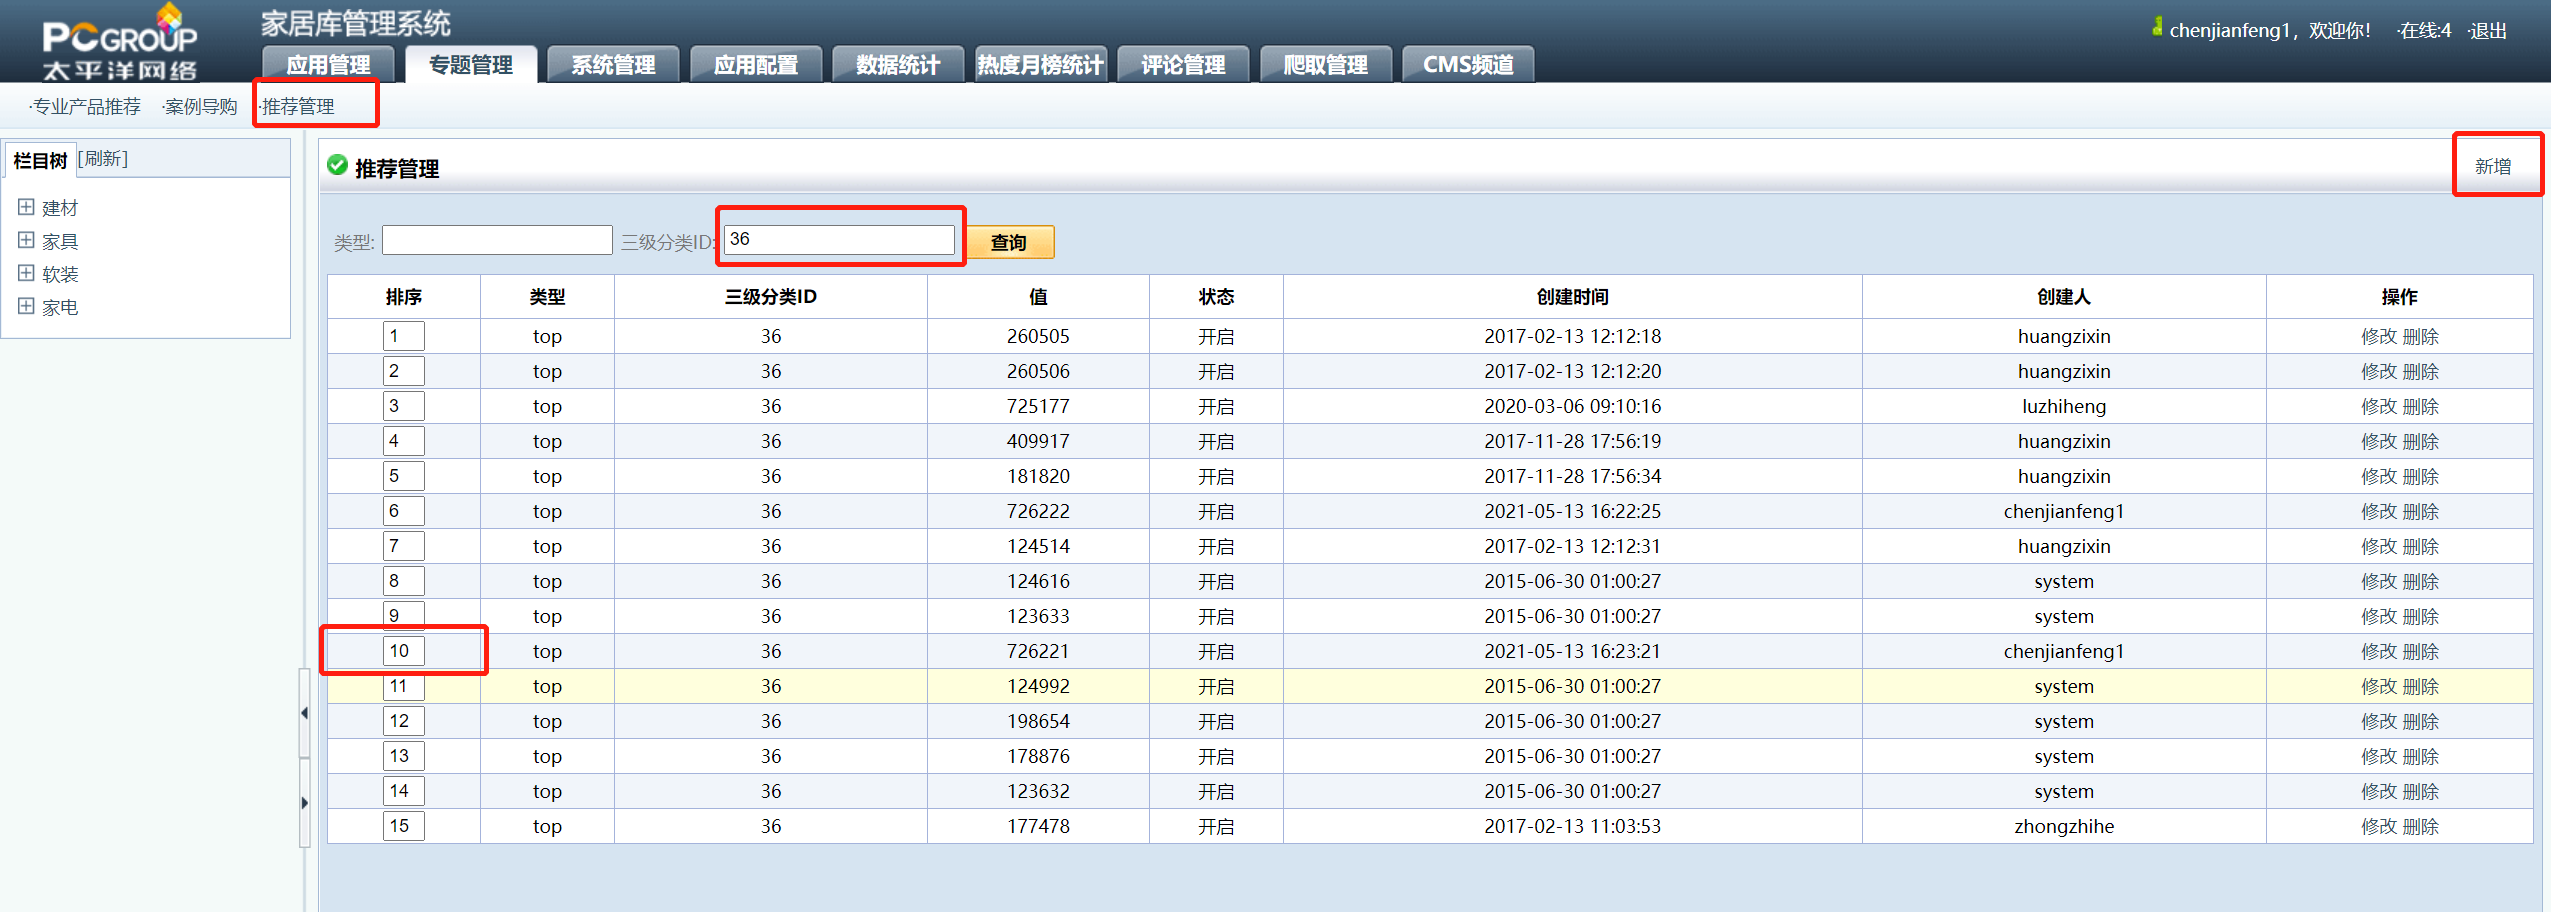 PCGROUP
太平洋网络
家居库管理系统
chenjianfeng1，欢迎你！ ·在线:4 ·退出
应用管理 专题管理 系统管理 应用配置 数据统计 热度月榜统计 评论管理 爬取管理 CMS频道
·专业产品推荐 ·案例导购 ·推荐管理
栏目树 [刷新]
建材
家具
软装
家电
推荐管理 新增
类型: 三级分类ID: 36 查询
排序 类型 三级分类ID 值 状态 创建时间 创建人 操作
1 top 36 260505 开启 2017-02-13 12:12:18 huangzixin 修改 删除
2 top 36 260506 开启 2017-02-13 12:12:20 huangzixin 修改 删除
3 top 36 725177 开启 2020-03-06 09:10:16 luzhiheng 修改 删除
4 top 36 409917 开启 2017-11-28 17:56:19 huangzixin 修改 删除
5 top 36 181820 开启 2017-11-28 17:56:34 huangzixin 修改 删除
6 top 36 726222 开启 2021-05-13 16:22:25 chenjianfeng1 修改 删除
7 top 36 124514 开启 2017-02-13 12:12:31 huangzixin 修改 删除
8 top 36 124616 开启 2015-06-30 01:00:27 system 修改 删除
9 top 36 123633 开启 2015-06-30 01:00:27 system 修改 删除
10 top 36 726221 开启 2021-05-13 16:23:21 chenjianfeng1 修改 删除
11 top 36 124992 开启 2015-06-30 01:00:27 system 修改 删除
12 top 36 198654 开启 2015-06-30 01:00:27 system 修改 删除
13 top 36 178876 开启 2015-06-30 01:00:27 system 修改 删除
14 top 36 123632 开启 2015-06-30 01:00:27 system 修改 删除
15 top 36 177478 开启 2017-02-13 11:03:53 zhongzhihe 修改 删除